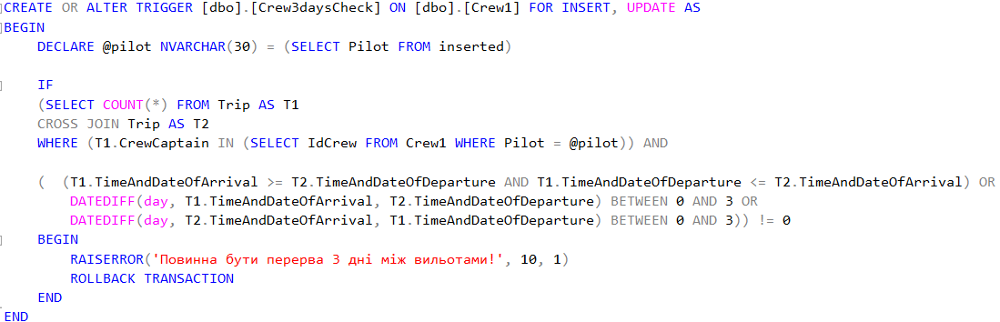 CREATE OR ALTER TRIGGER [dbo].[Crew3daysCheck] ON [dbo].[Crew1] FOR INSERT, UPDATE AS
BEGIN
DECLARE @pilot NVARCHAR(30) = (SELECT Pilot FROM inserted)
IF
(SELECT COUNT(*) FROM Trip AS T1
CROSS JOIN Trip AS T2
WHERE (T1.CrewCaptain IN (SELECT IdCrew FROM Crew1 WHERE Pilot = @pilot)) AND
( (T1.TimeAndDateOfArrival >= T2.TimeAndDateOfDeparture AND T1.TimeAndDateOfDeparture <= T2.TimeAndDateOfArrival) OR
DATEDIFF(day, T1.TimeAndDateOfArrival, T2.TimeAndDateOfDeparture) BETWEEN 0 AND 3 OR
DATEDIFF(day, T2.TimeAndDateOfArrival, T1.TimeAndDateOfDeparture) BETWEEN 0 AND 3)) != 0
BEGIN
RAISERROR('Повинна бути перерва 3 дні між вильотами!', 10, 1)
ROLLBACK TRANSACTION
END
END